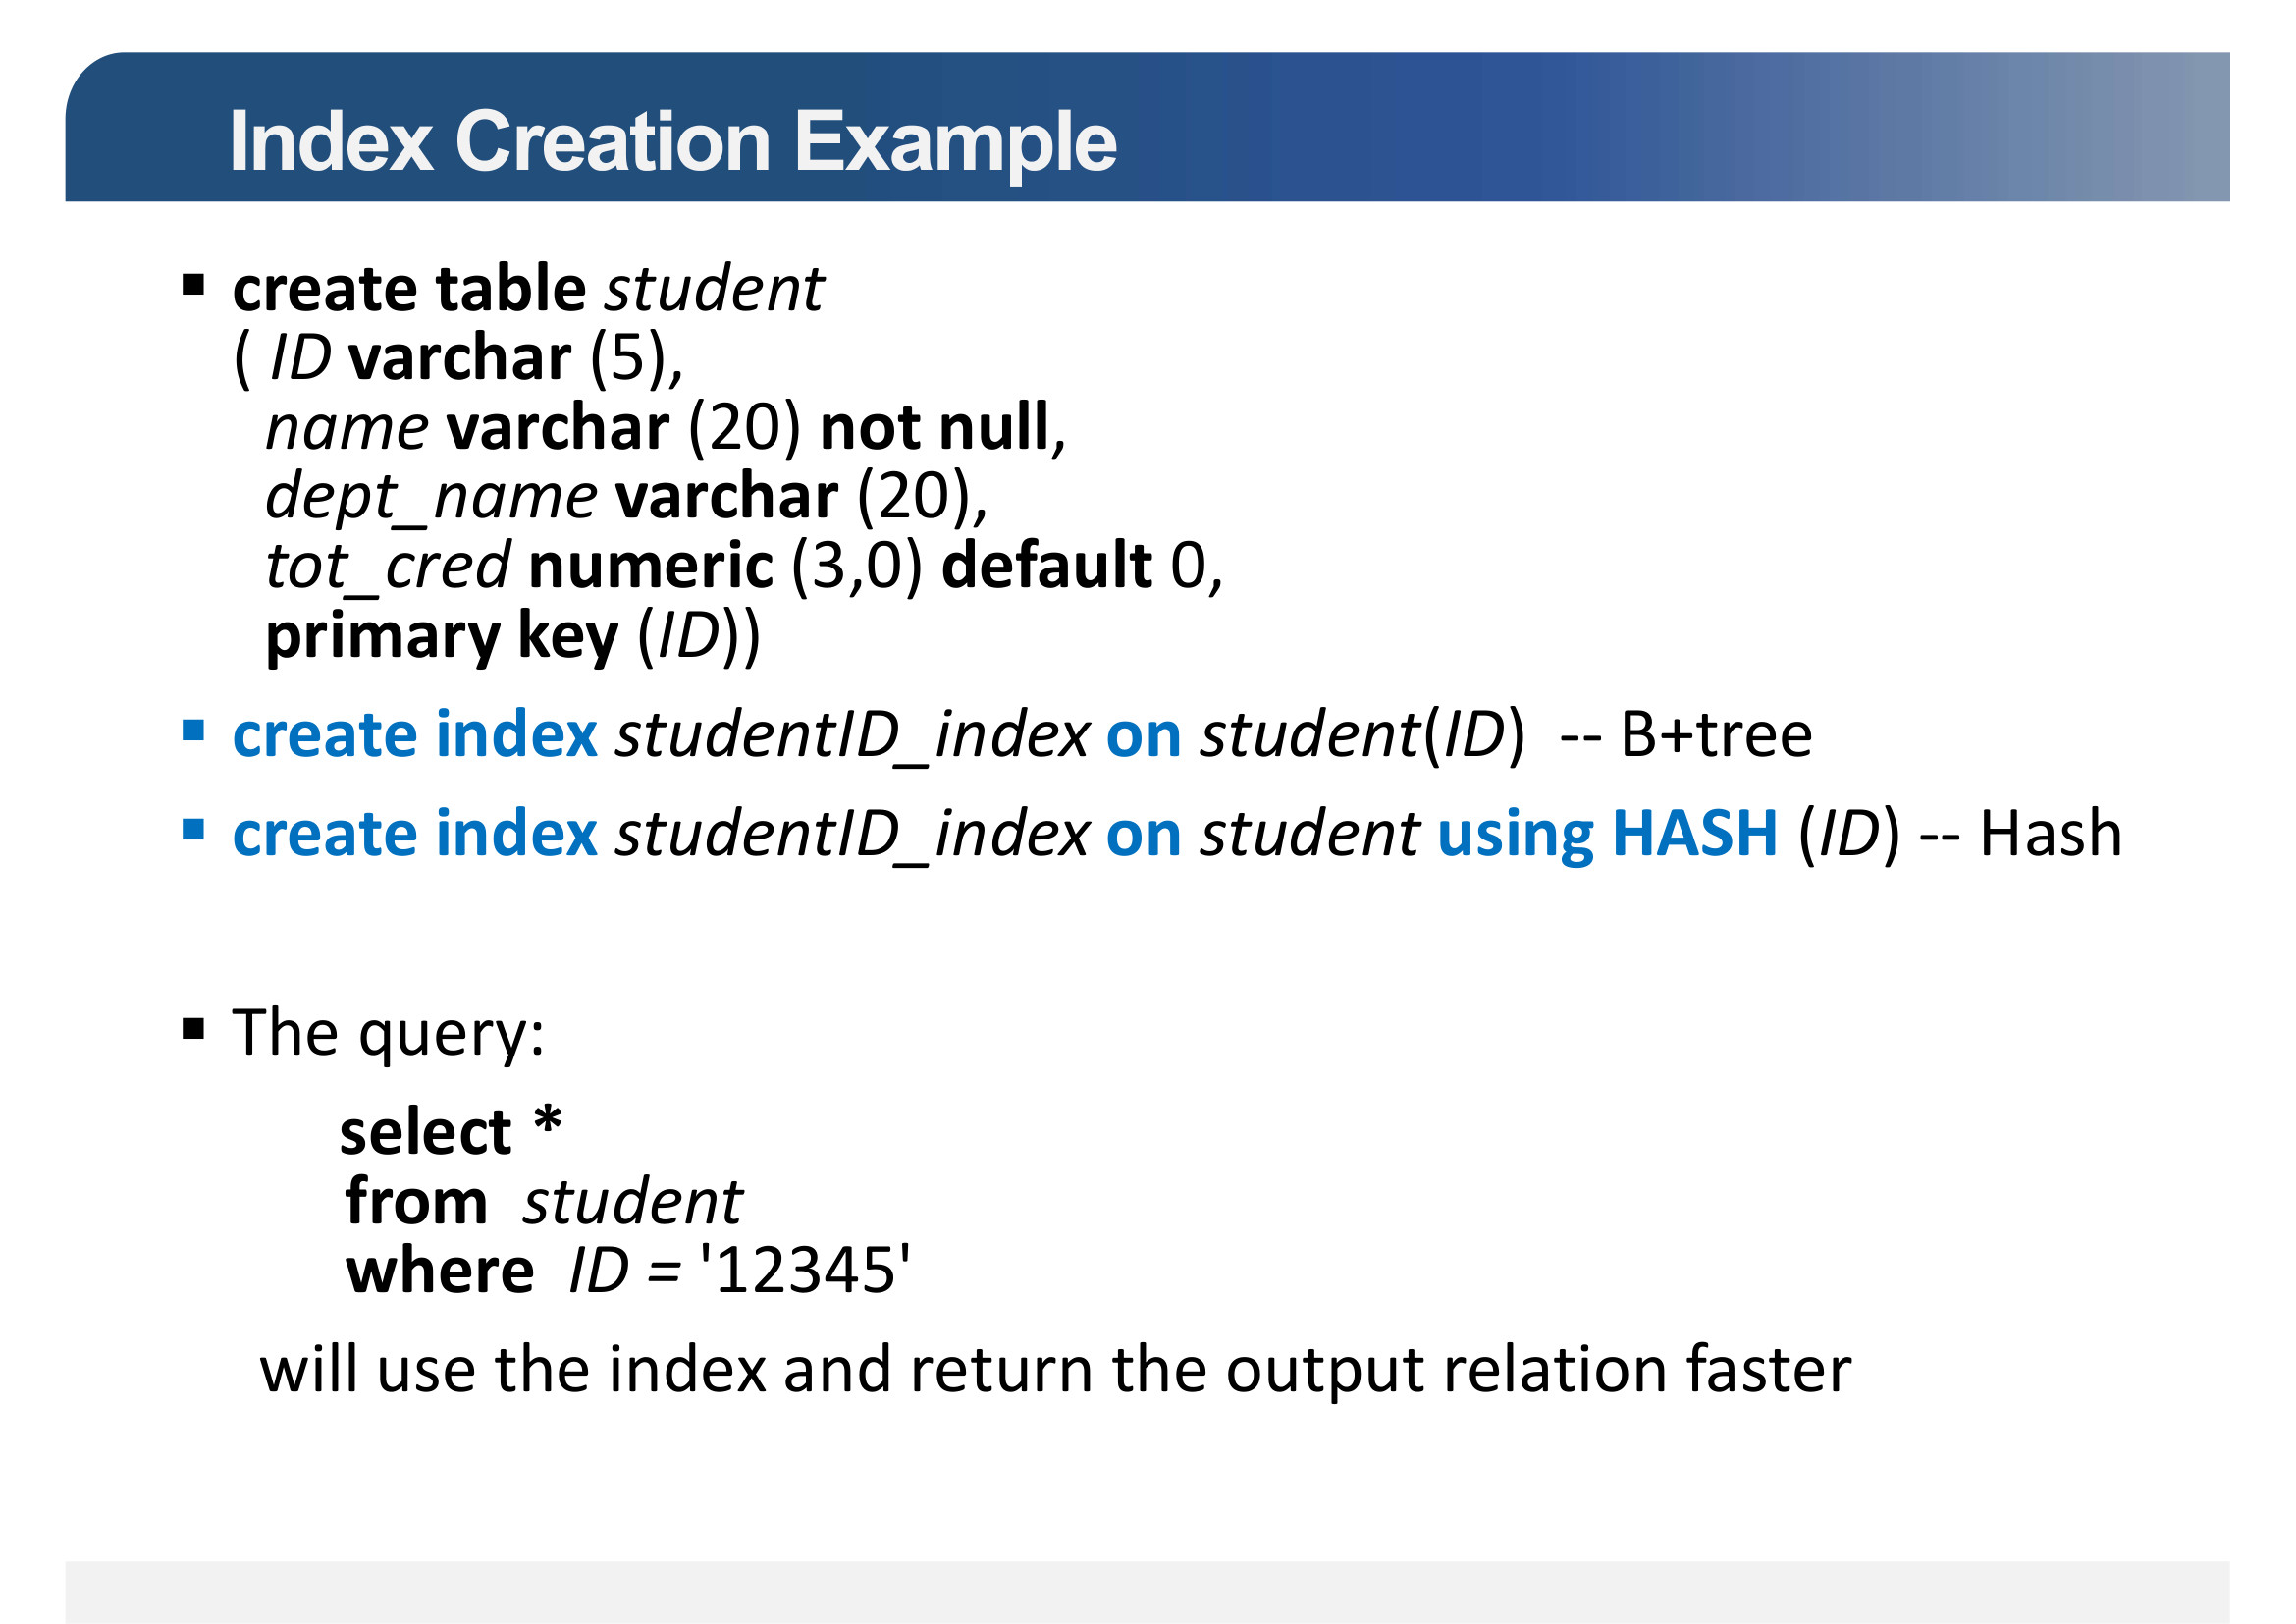 Index Creation Example
▪ create table student
( ID varchar (5),
name varchar (20) not null,
dept_name varchar (20),
tot_cred numeric (3,0) default 0,
primary key (ID))
▪ create index studentID_index on student(ID) -- B+tree
▪ create index studentID_index on student using HASH (ID) -- Hash
▪ The query:
select *
from student
where ID = '12345'
will use the index and return the output relation faster